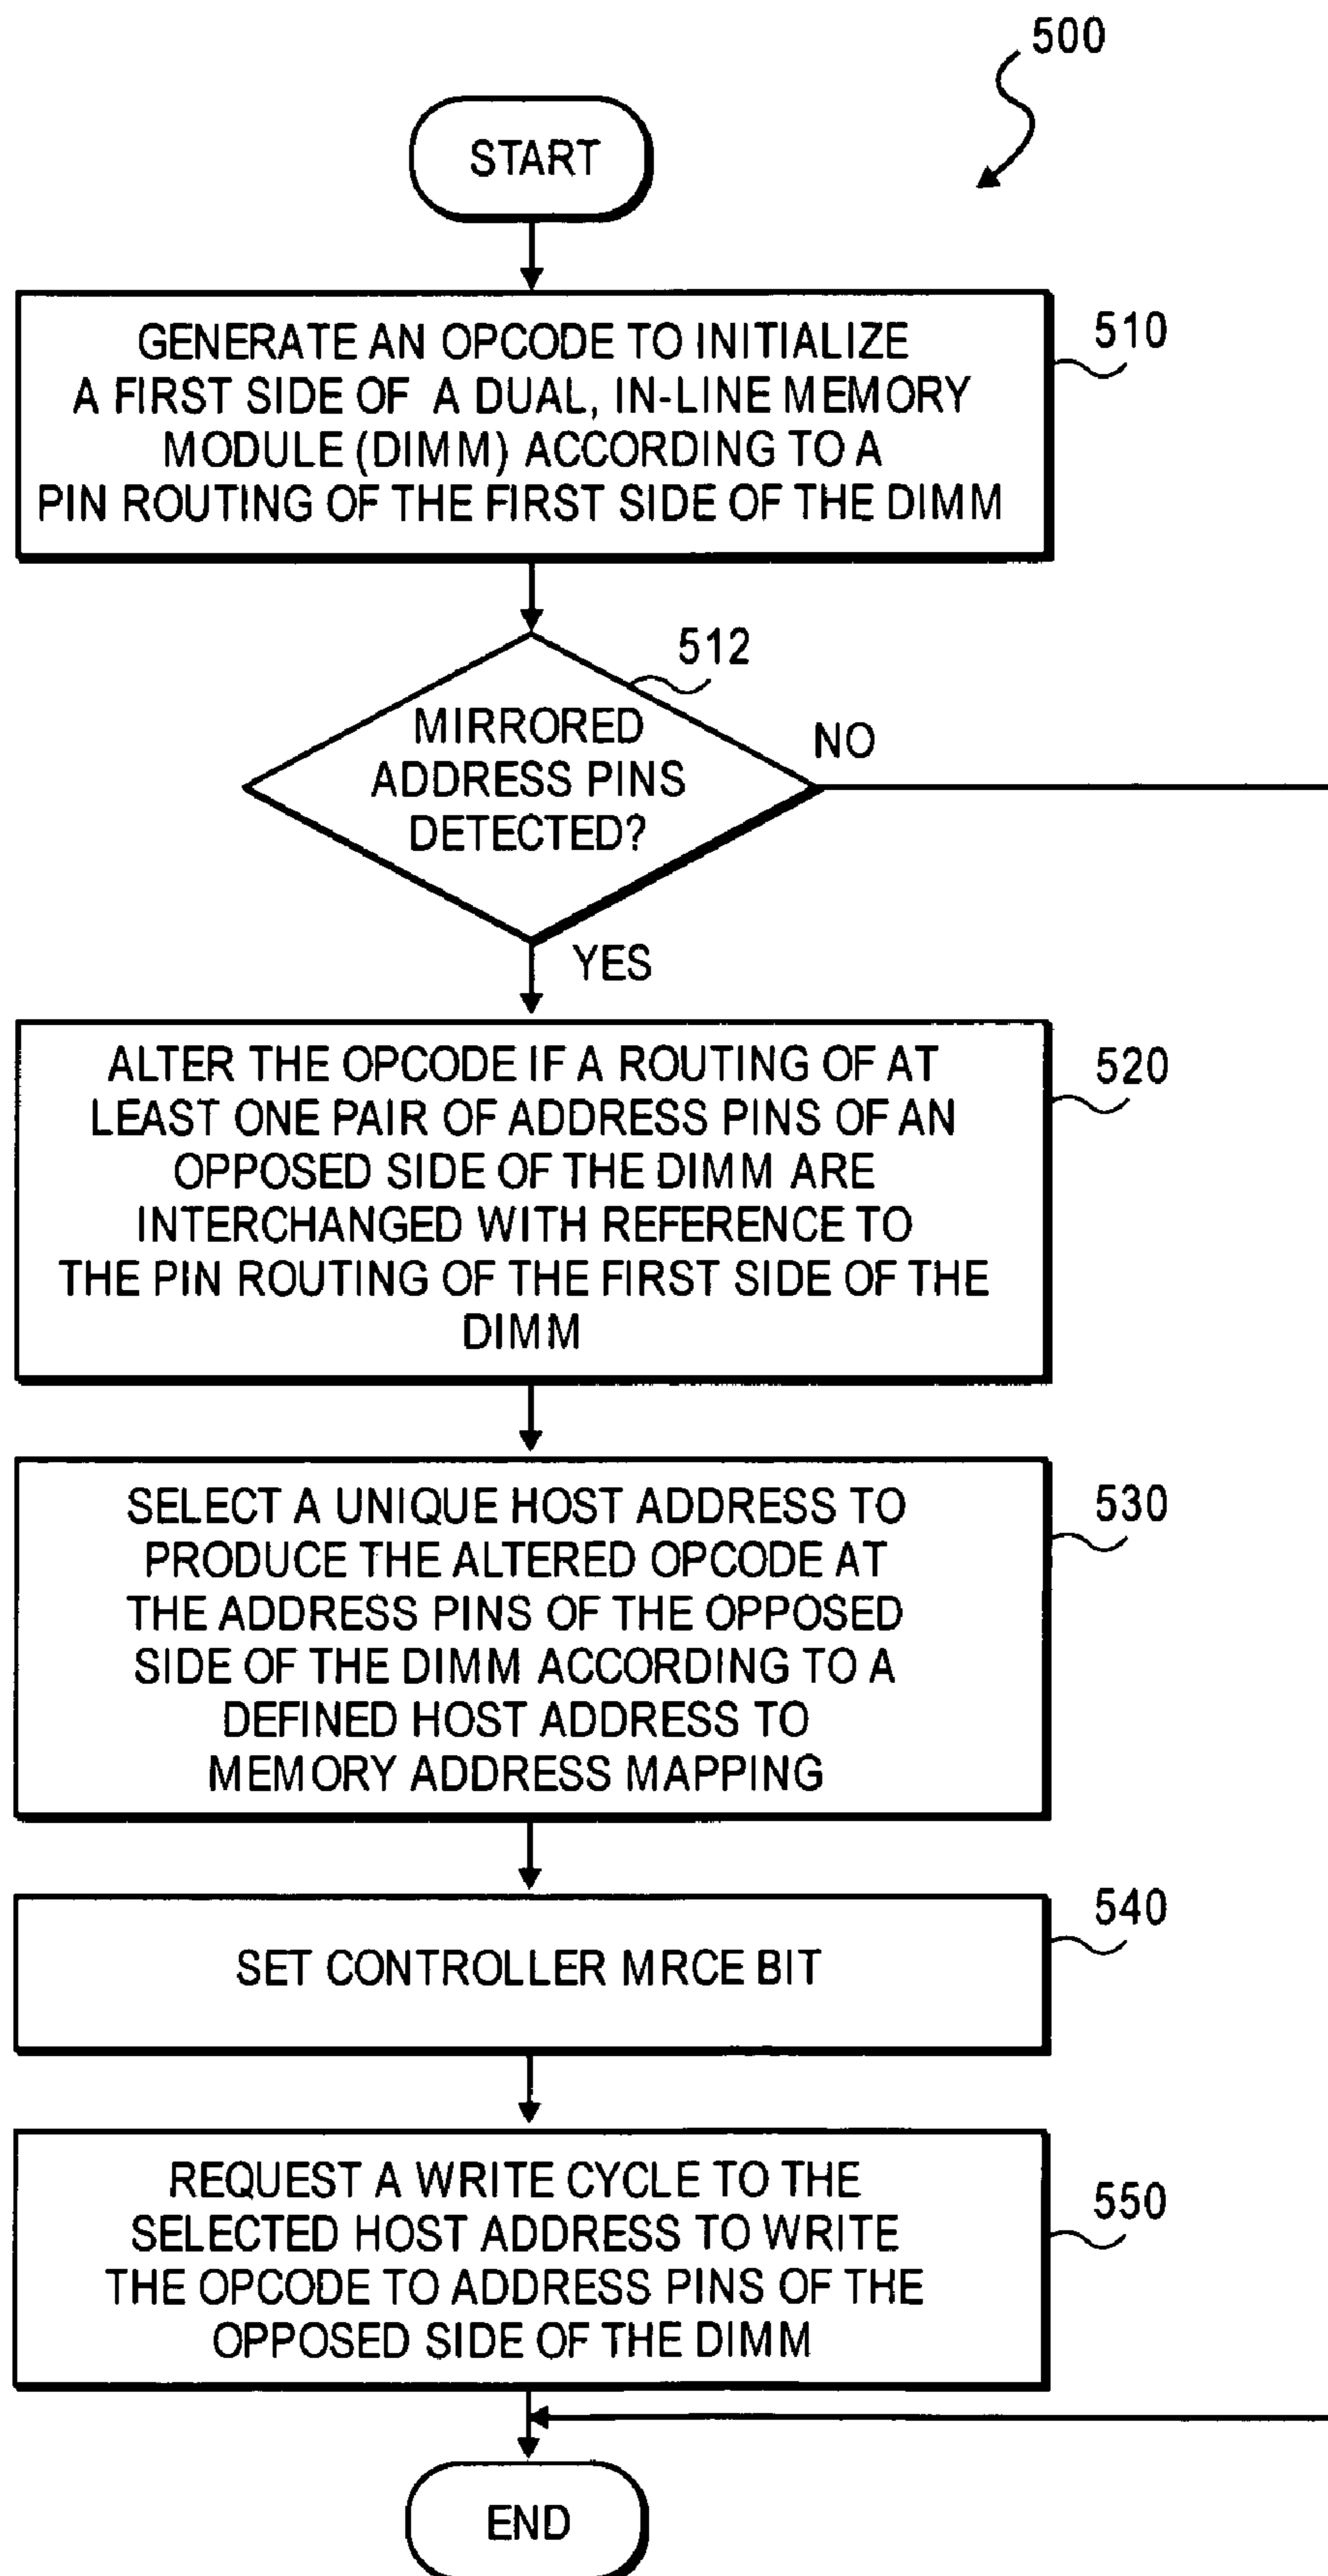 500
START
GENERATE AN OPCODE TO INITIALIZE
A FIRST SIDE OF A DUAL, IN-LINE MEMORY
MODULE (DIMM) ACCORDING TO A
PIN ROUTING OF THE FIRST SIDE OF THE DIMM
510
512
MIRRORED
ADDRESS PINS
DETECTED?
NO
YES
ALTER THE OPCODE IF A ROUTING OF AT
LEAST ONE PAIR OF ADDRESS PINS OF AN
OPPOSED SIDE OF THE DIMM ARE
INTERCHANGED WITH REFERENCE TO
THE PIN ROUTING OF THE FIRST SIDE OF THE
DIMM
520
SELECT A UNIQUE HOST ADDRESS TO
PRODUCE THE ALTERED OPCODE AT
THE ADDRESS PINS OF THE OPPOSED
SIDE OF THE DIMM ACCORDING TO A
DEFINED HOST ADDRESS TO
MEMORY ADDRESS MAPPING
530
SET CONTROLLER MRCE BIT
540
REQUEST A WRITE CYCLE TO THE
SELECTED HOST ADDRESS TO WRITE
THE OPCODE TO ADDRESS PINS OF THE
OPPOSED SIDE OF THE DIMM
550
END